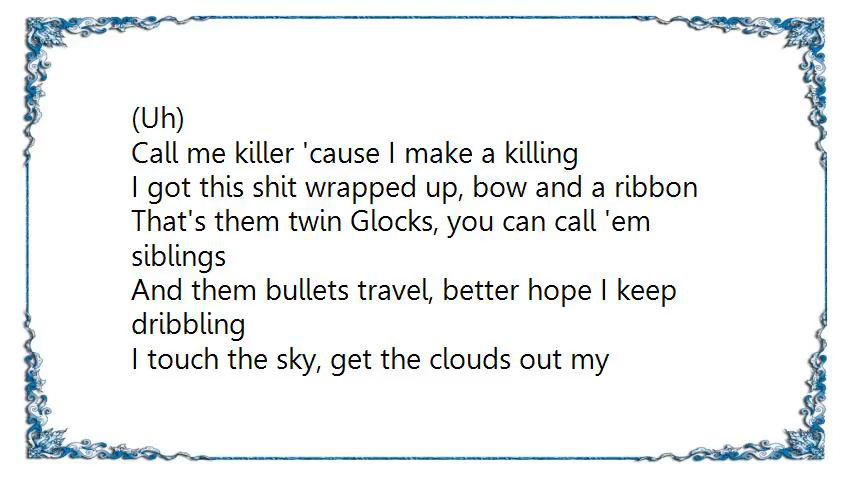 (Uh)
Call me killer 'cause I make a killing
I got this shit wrapped up, bow and a ribbon
That's them twin Glocks, you can call 'em
siblings
And them bullets travel, better hope I keep
dribbling
I touch the sky, get the clouds out my